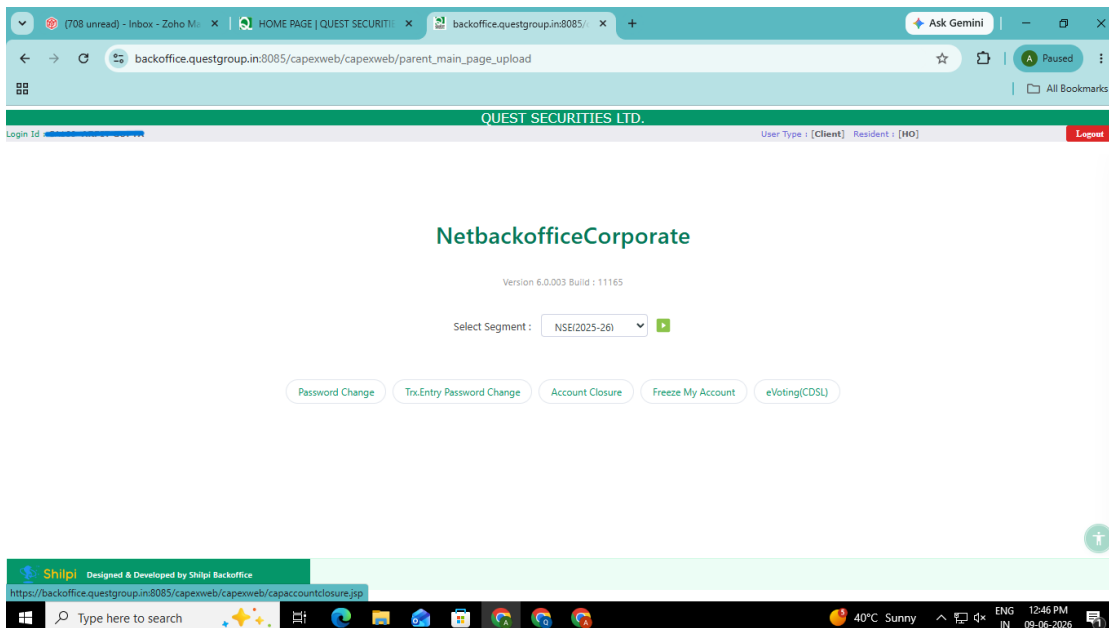 (708 unread) - Inbox - Zoho Ma
HOME PAGE | QUEST SECURITIE
backoffice.questgroup.in:8085/
Ask Gemini
backoffice.questgroup.in:8085/capexweb/capexweb/parent_main_page_upload
A Paused
All Bookmarks
QUEST SECURITIES LTD.
Login Id :
User Type : [Client] Resident : [HO]
Logout
NetbackofficeCorporate
Version 6.0.003 Build : 11165
Select Segment : NSE(2025-26)
Password Change
Trx.Entry Password Change
Account Closure
Freeze My Account
eVoting(CDSL)
Shilpi Designed & Developed by Shilpi Backoffice
https://backoffice.questgroup.in:8085/capexweb/capexweb/capaccountclosure.jsp
Type here to search
40°C Sunny
ENG
IN
12:46 PM
09-06-2026